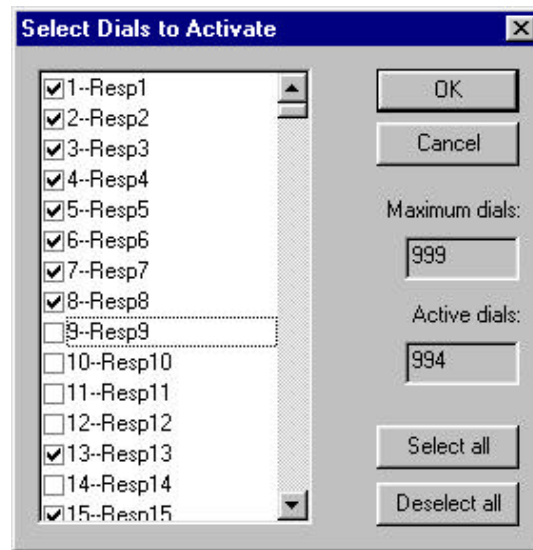 Select Dials to Activate
1--Resp1
2--Resp2
3--Resp3
4--Resp4
5--Resp5
6--Resp6
7--Resp7
8--Resp8
9--Resp9
10--Resp10
11--Resp11
12--Resp12
13--Resp13
14--Resp14
15--Resp15
OK
Cancel
Maximum dials:
999
Active dials:
994
Select all
Deselect all